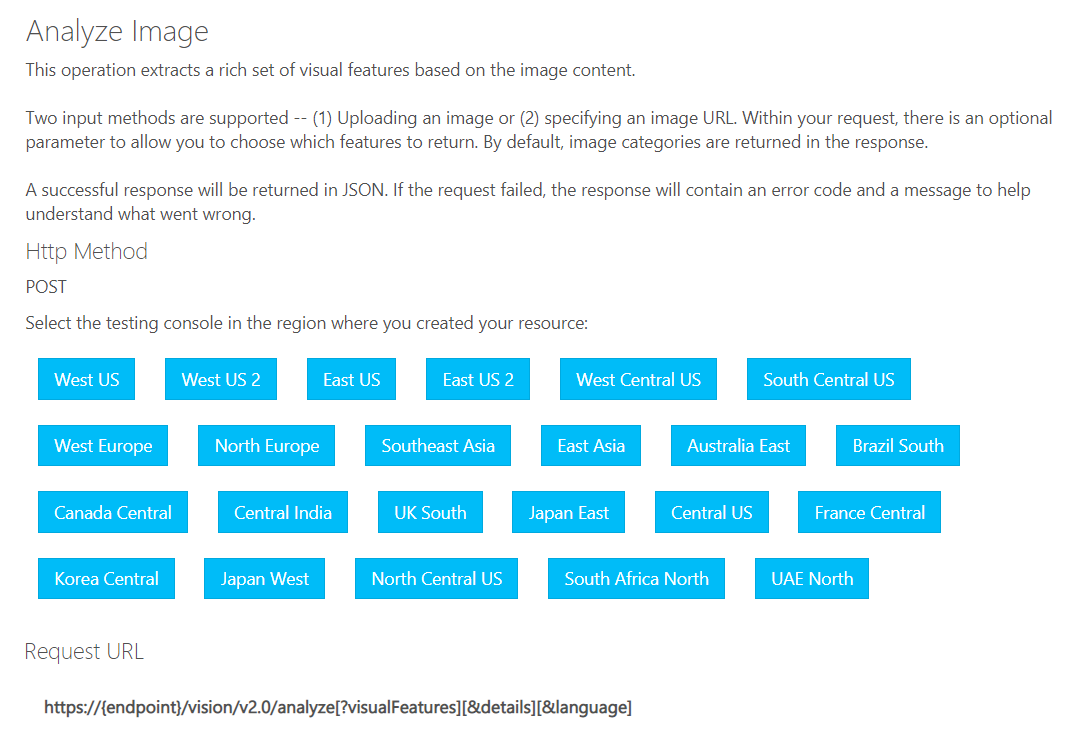 Analyze Image
This operation extracts a rich set of visual features based on the image content.
Two input methods are supported -- (1) Uploading an image or (2) specifying an image URL. Within your request, there is an optional
parameter to allow you to choose which features to return. By default, image categories are returned in the response.
A successful response will be returned in JSON. If the request failed, the response will contain an error code and a message to help
understand what went wrong.
Http Method
POST
Select the testing console in the region where you created your resource:
West US West US 2 East US East US 2 West Central US South Central US
West Europe North Europe Southeast Asia East Asia Australia East Brazil South
Canada Central Central India UK South Japan East Central US France Central
Korea Central Japan West North Central US South Africa North UAE North
Request URL
https://{endpoint}/vision/v2.0/analyze[?visualFeatures][&details][&language]